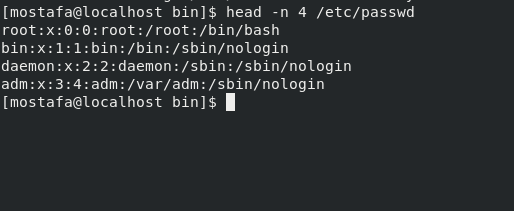 [mostafa@localhost bin]$ head -n 4 /etc/passwd
root:x:0:0:root:/root:/bin/bash
bin:x:1:1:bin:/bin:/sbin/nologin
daemon:x:2:2:daemon:/sbin:/sbin/nologin
adm:x:3:4:adm:/var/adm:/sbin/nologin
[mostafa@localhost bin]$